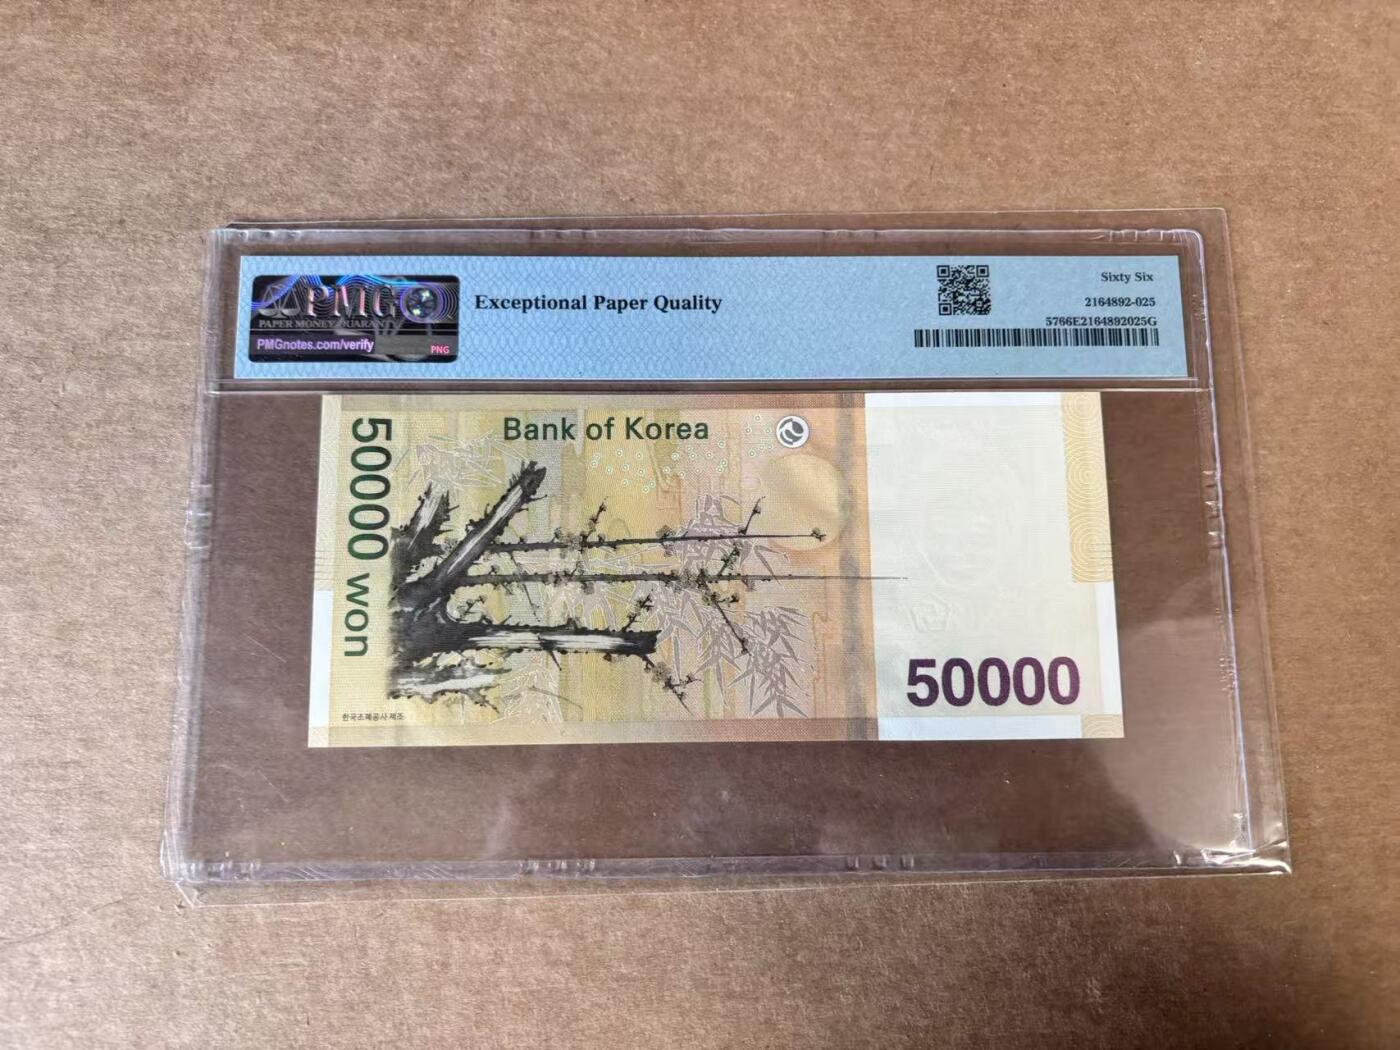 PMG
PAPER MONEY GUARANTY
PMGnotes.com/verify
PNG
Exceptional Paper Quality
Sixty Six
2164892-025
5766E2164892025G
Bank of Korea
50000 won
50000
한국조폐공사 제조